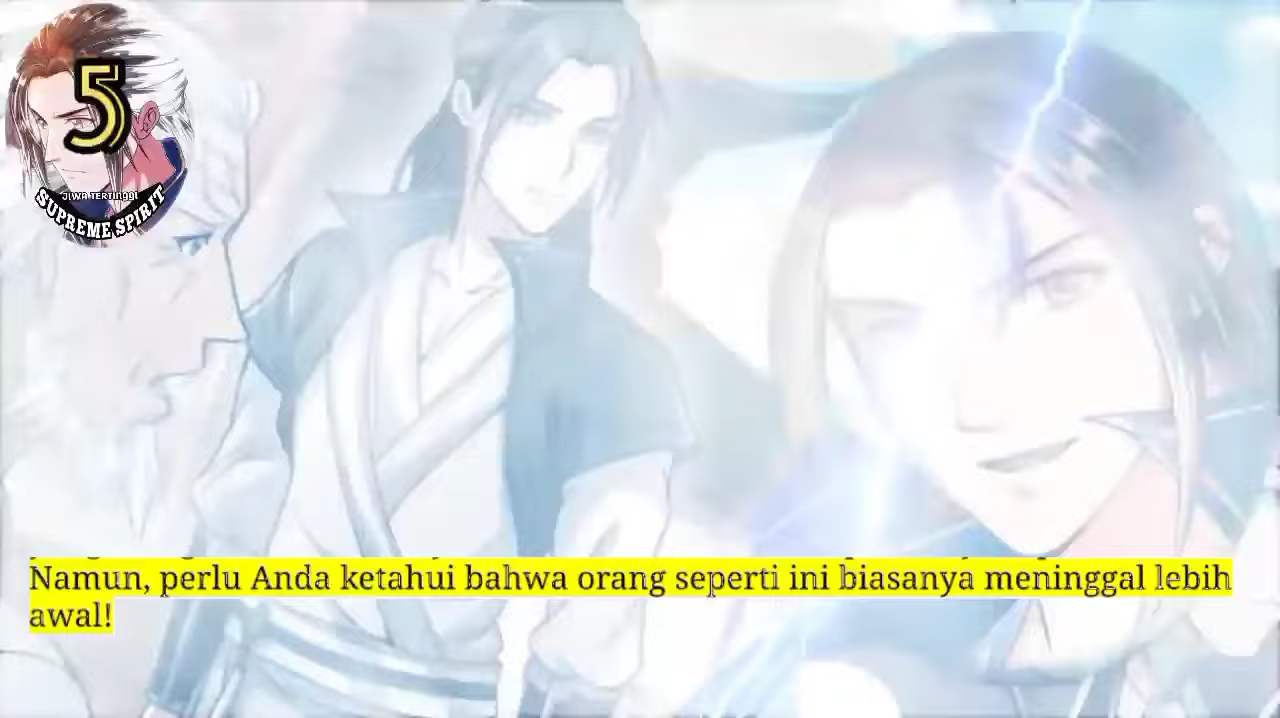 5
JIWA TERTINGGI
SUPREME SPIRIT
Namun, perlu Anda ketahui bahwa orang seperti ini biasanya meninggal lebih
awal!